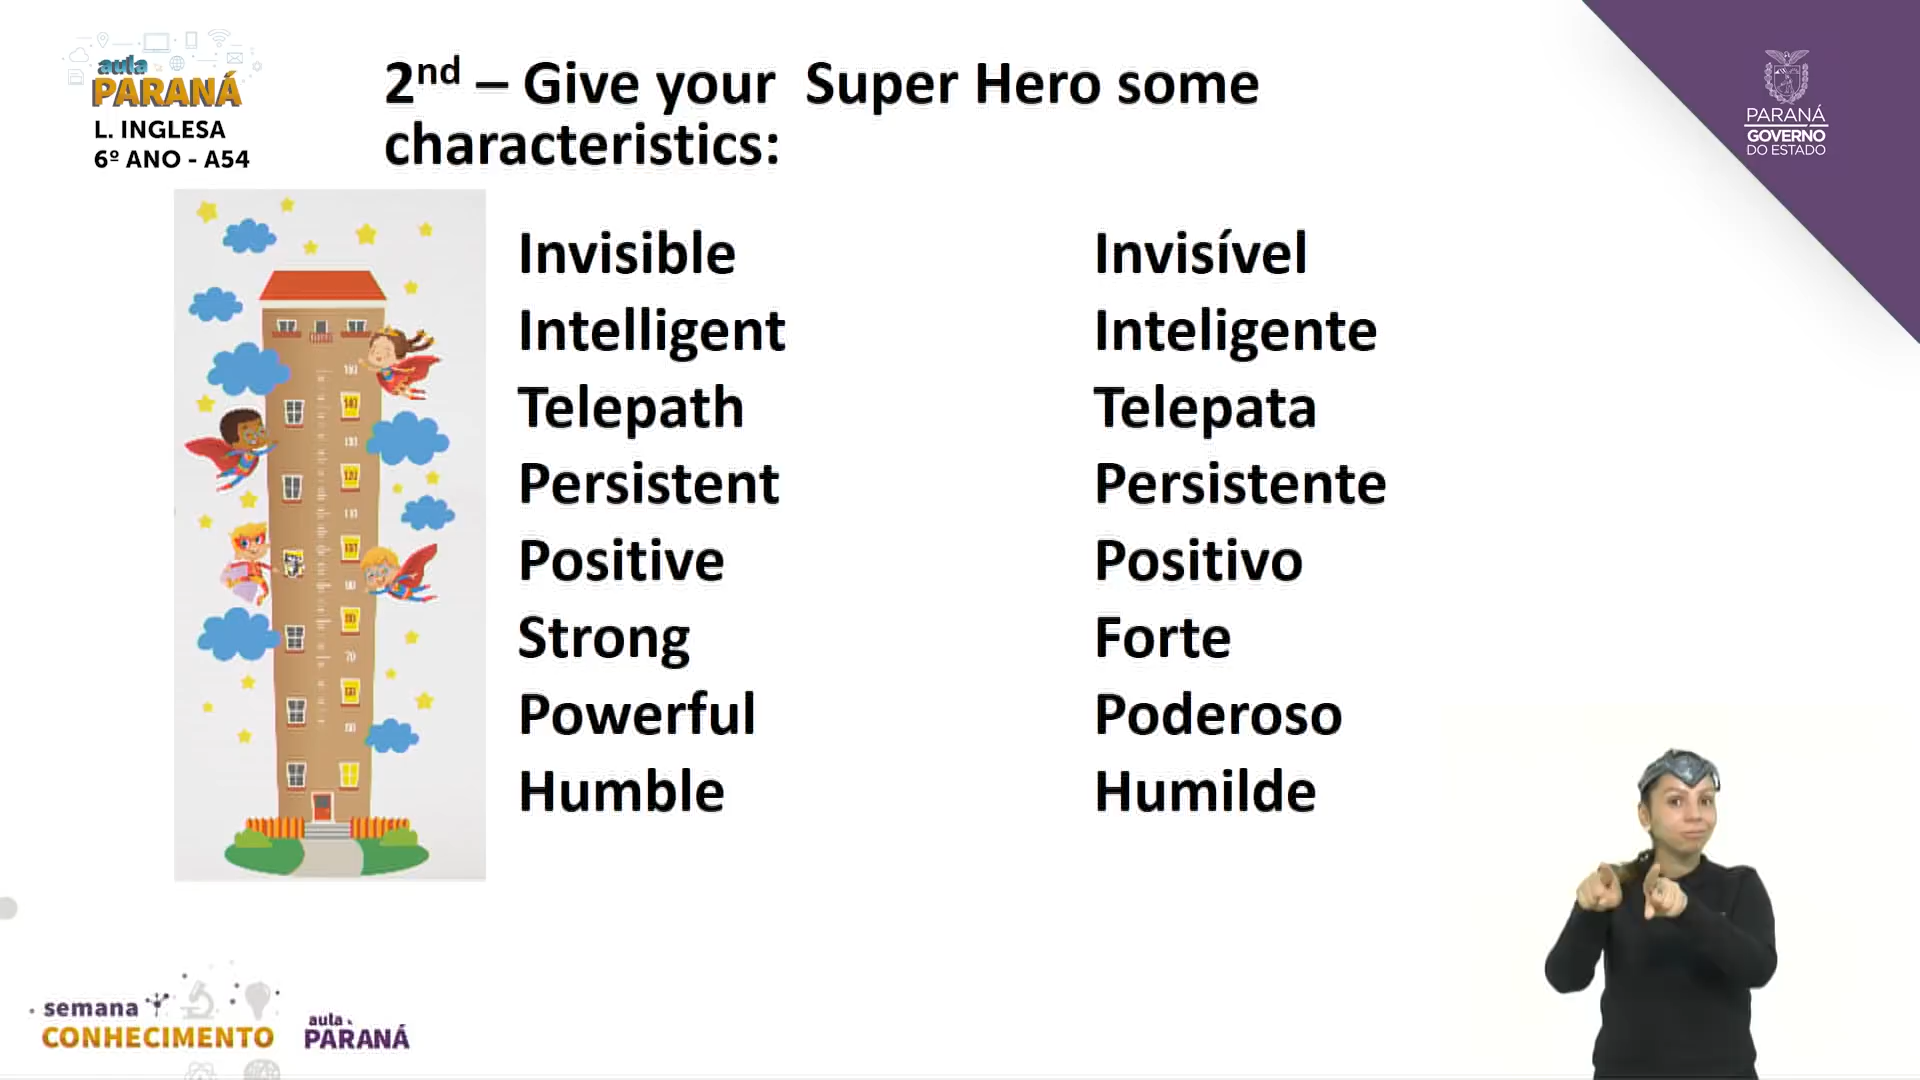 aula
PARANÁ
L. INGLESA
6º ANO - A54
2nd – Give your Super Hero some
characteristics:
PARANÁ
GOVERNO
DO ESTADO
Invisible Invisível
Intelligent Inteligente
Telepath Telepata
Persistent Persistente
Positive Positivo
Strong Forte
Powerful Poderoso
Humble Humilde
70
semana
CONHECIMENTO
aula
PARANÁ